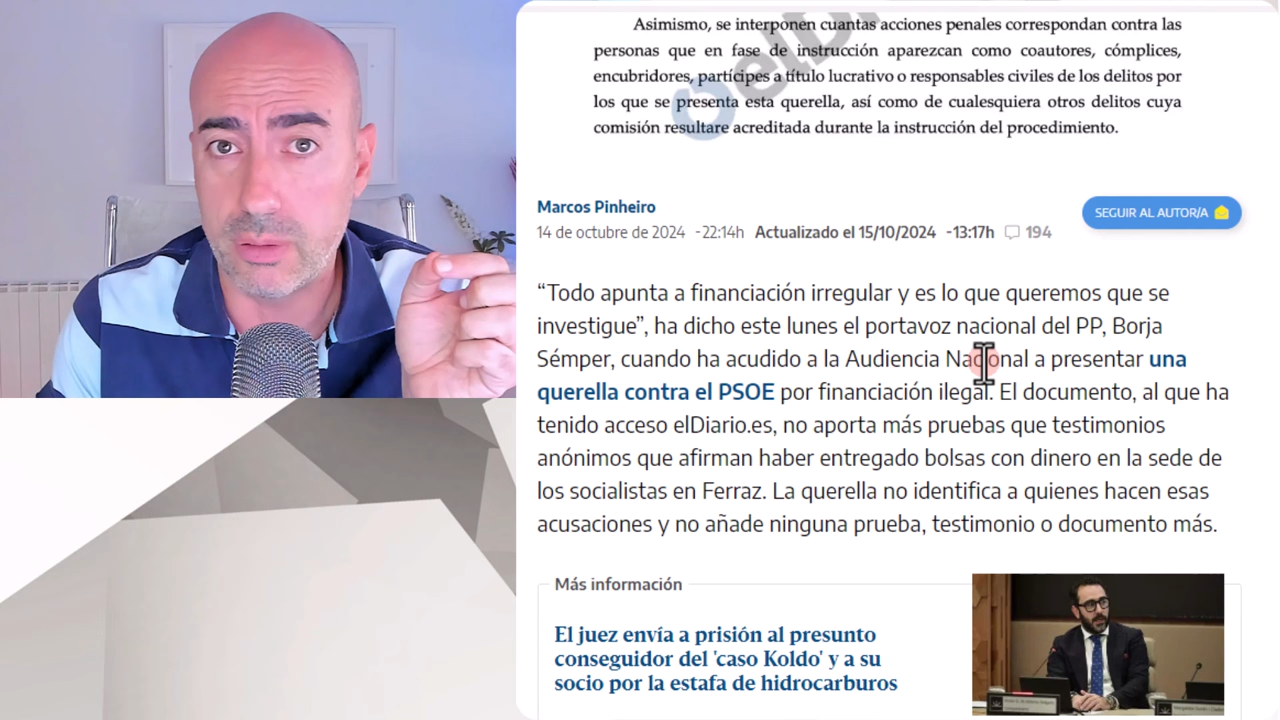 Asimismo, se interponen cuantas acciones penales correspondan contra las
personas que en fase de instrucción aparezcan como coautores, cómplices,
encubridores, partícipes a título lucrativo o responsables civiles de los delitos por
los que se presenta esta querella, así como de cualesquiera otros delitos cuya
comisión resultare acreditada durante la instrucción del procedimiento.
Marcos Pinheiro
14 de octubre de 2024 -22:14h Actualizado el 15/10/2024 -13:17h 194
SEGUIR AL AUTOR/A
“Todo apunta a financiación irregular y es lo que queremos que se
investigue”, ha dicho este lunes el portavoz nacional del PP, Borja
Sémper, cuando ha acudido a la Audiencia Nacional a presentar una
querella contra el PSOE por financiación ilegal. El documento, al que ha
tenido acceso elDiario.es, no aporta más pruebas que testimonios
anónimos que afirman haber entregado bolsas con dinero en la sede de
los socialistas en Ferraz. La querella no identifica a quienes hacen esas
acusaciones y no añade ninguna prueba, testimonio o documento más.
Más información
El juez envía a prisión al presunto
conseguidor del 'caso Koldo' y a su
socio por la estafa de hidrocarburos